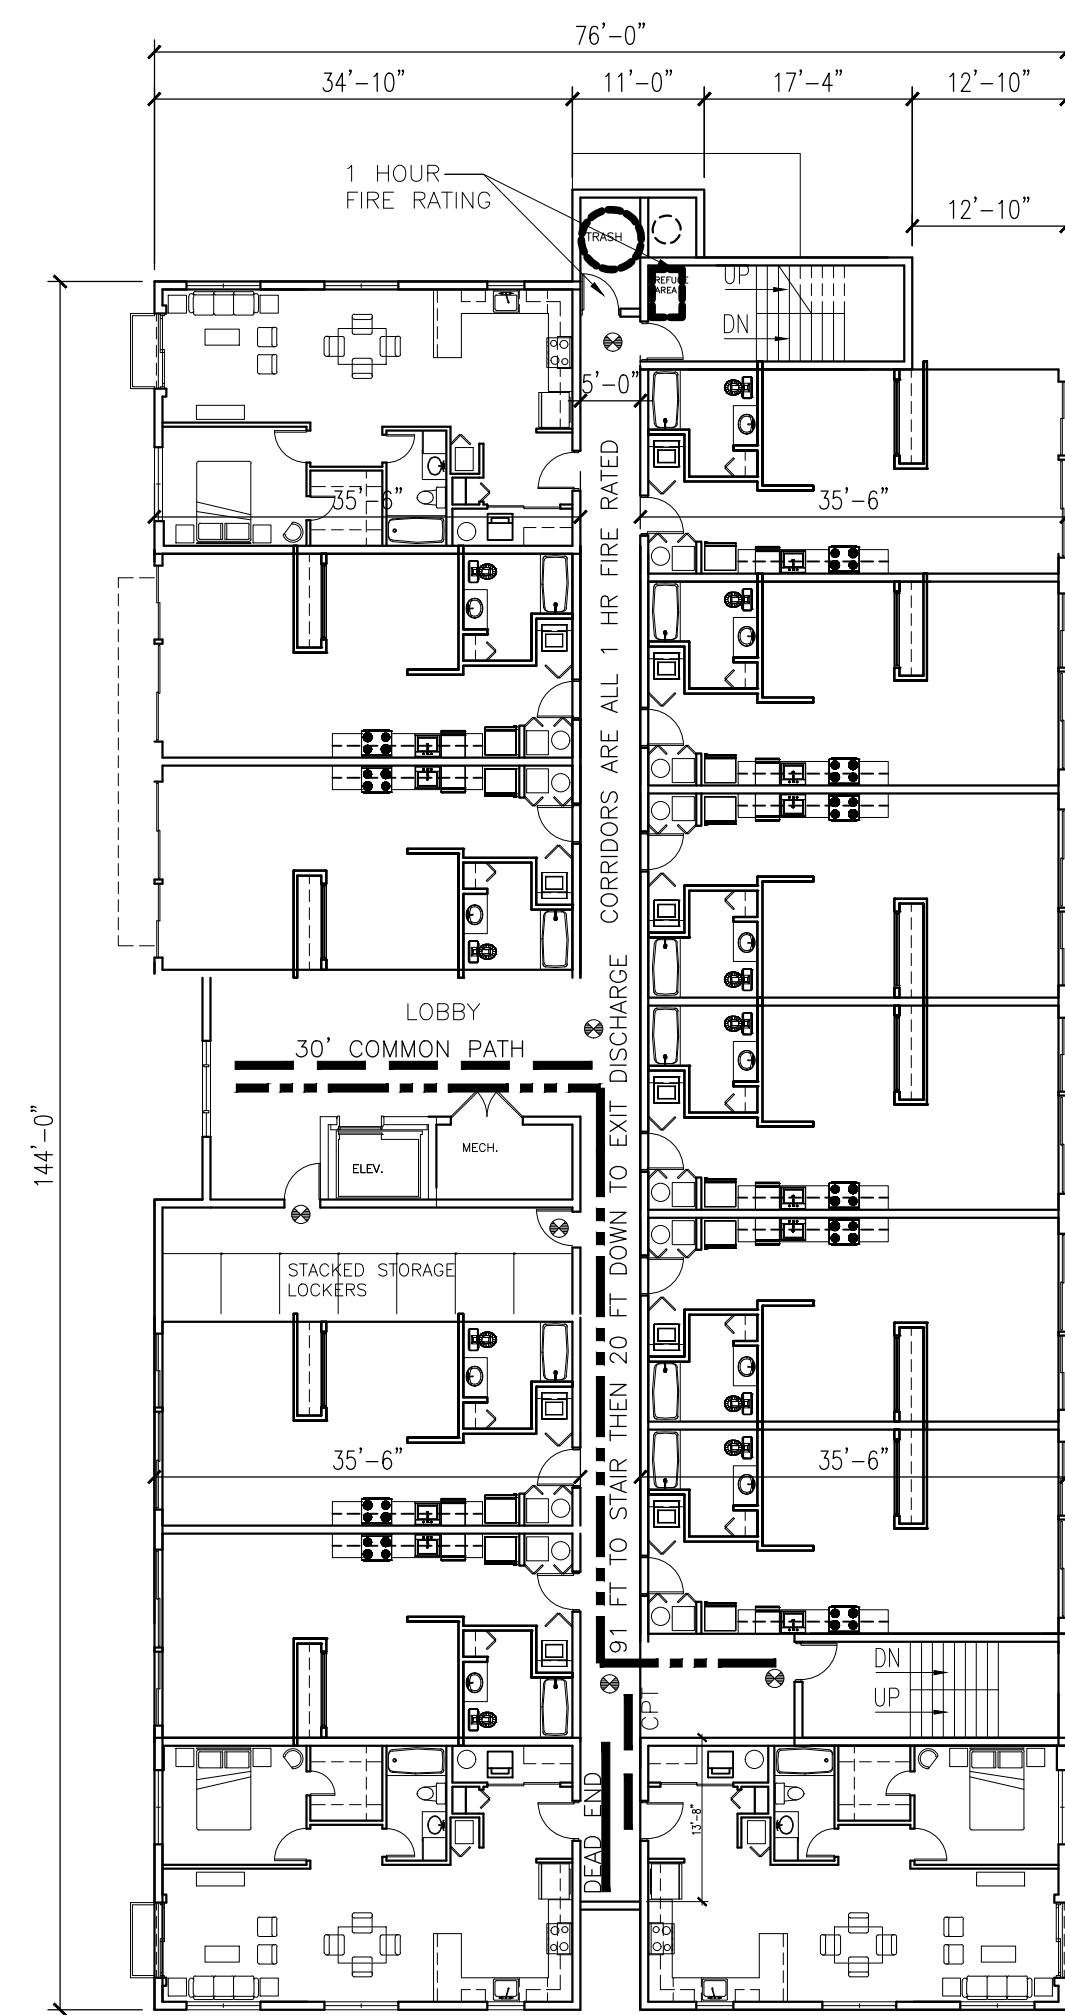 76'-0"
34'-10"
11'-0"
17'-4"
12'-10"
1 HOUR
FIRE RATING
12'-10"
TRASH
REFUGE
AREA
UP
DN
5'-0"
35'-6"
35'-6"
CORRIDORS ARE ALL 1 HR FIRE RATED
LOBBY
30' COMMON PATH
144'-0"
MECH.
ELEV.
91 FT TO STAIR THEN 20 FT DOWN TO EXIT DISCHARGE
STACKED STORAGE
LOCKERS
35'-6"
35'-6"
DN
UP
CPT
13'-8"
DEAD END